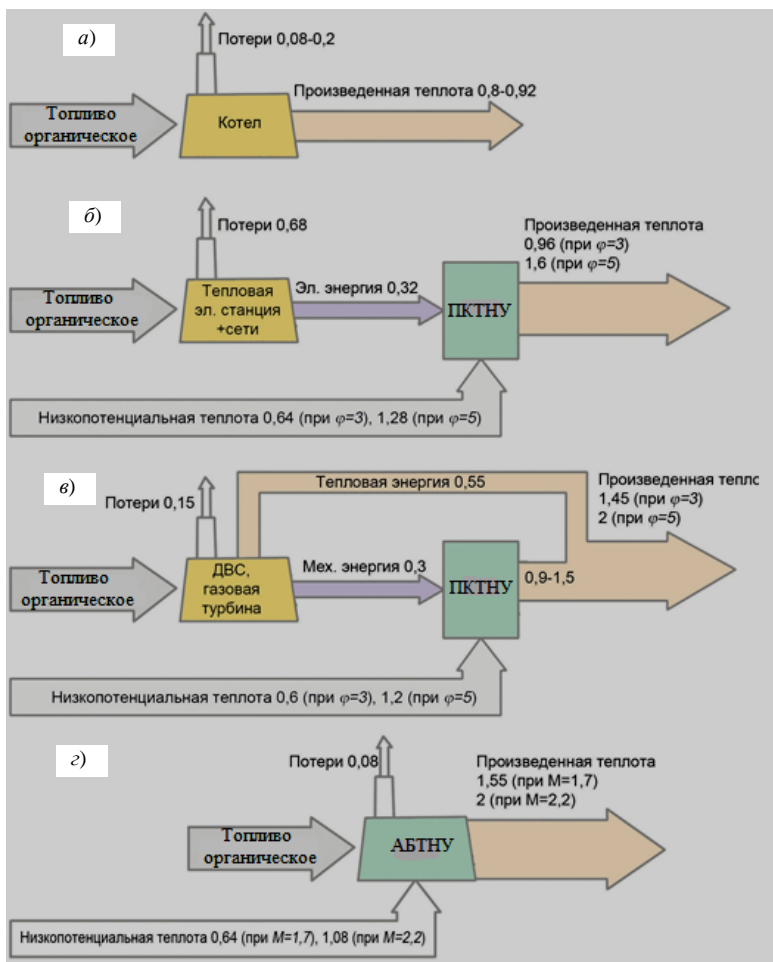 а)
Потери 0,08-0,2
Произведенная теплота 0,8-0,92
Топливо
органическое
Котел
б)
Потери 0,68
Произведенная теплота
0,96 (при φ=3)
1,6 (при φ=5)
Топливо
органическое
Тепловая
эл. станция
+сети
Эл. энергия 0,32
ПКТНУ
Низкопотенциальная теплота 0,64 (при φ=3), 1,28 (при φ=5)
в)
Потери 0,15
Тепловая энергия 0,55
Произведенная теплс
1,45 (при φ=3)
2 (при φ=5)
Топливо
органическое
ДВС,
газовая
турбина
Мех. энергия 0,3
ПКТНУ
0,9-1,5
Низкопотенциальная теплота 0,6 (при φ=3), 1,2 (при φ=5)
г)
Потери 0,08
Произведенная теплота
1,55 (при М=1,7)
2 (при М=2,2)
Топливо
органическое
АБТНУ
Низкопотенциальная теплота 0,64 (при М=1,7), 1,08 (при М=2,2)